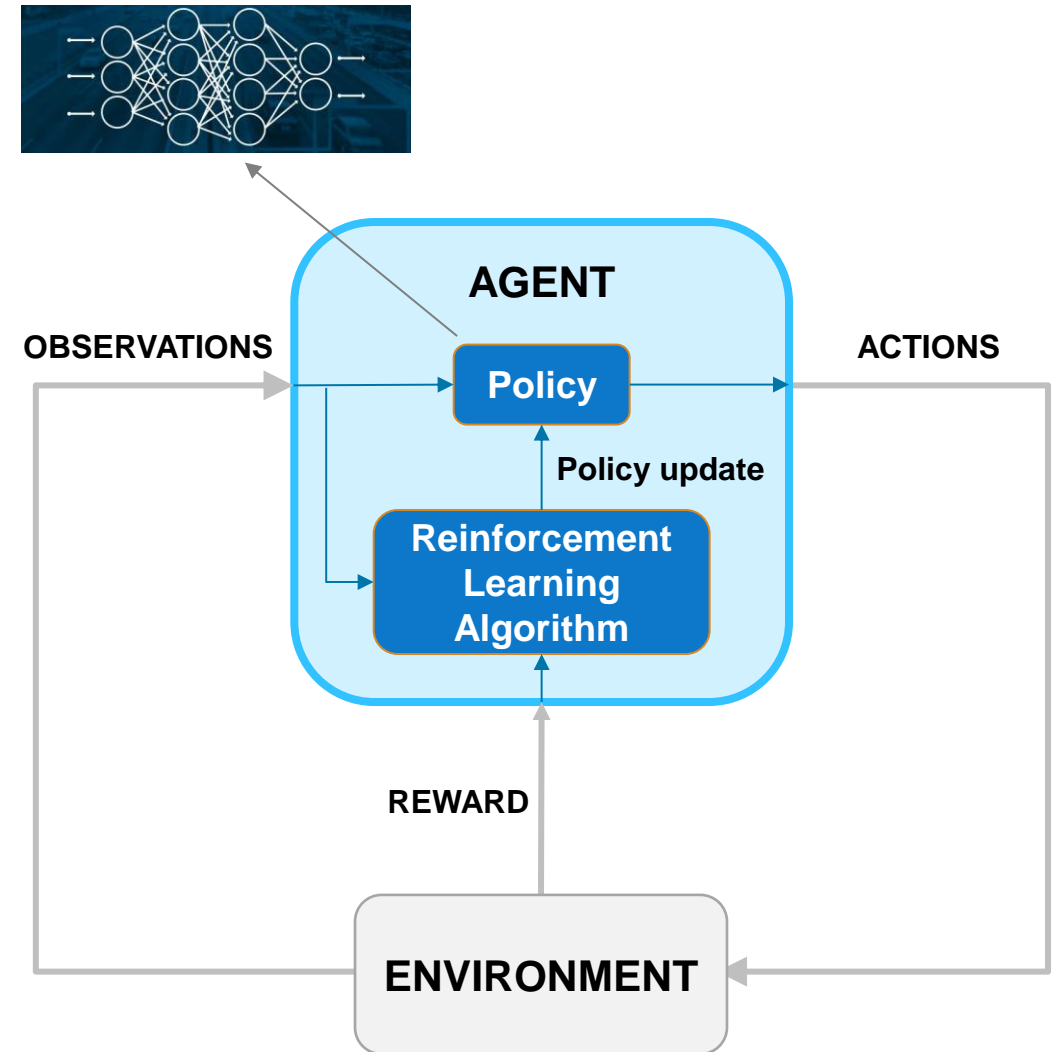 AGENT
OBSERVATIONS
ACTIONS
Policy
Policy update
Reinforcement
Learning
Algorithm
REWARD
ENVIRONMENT